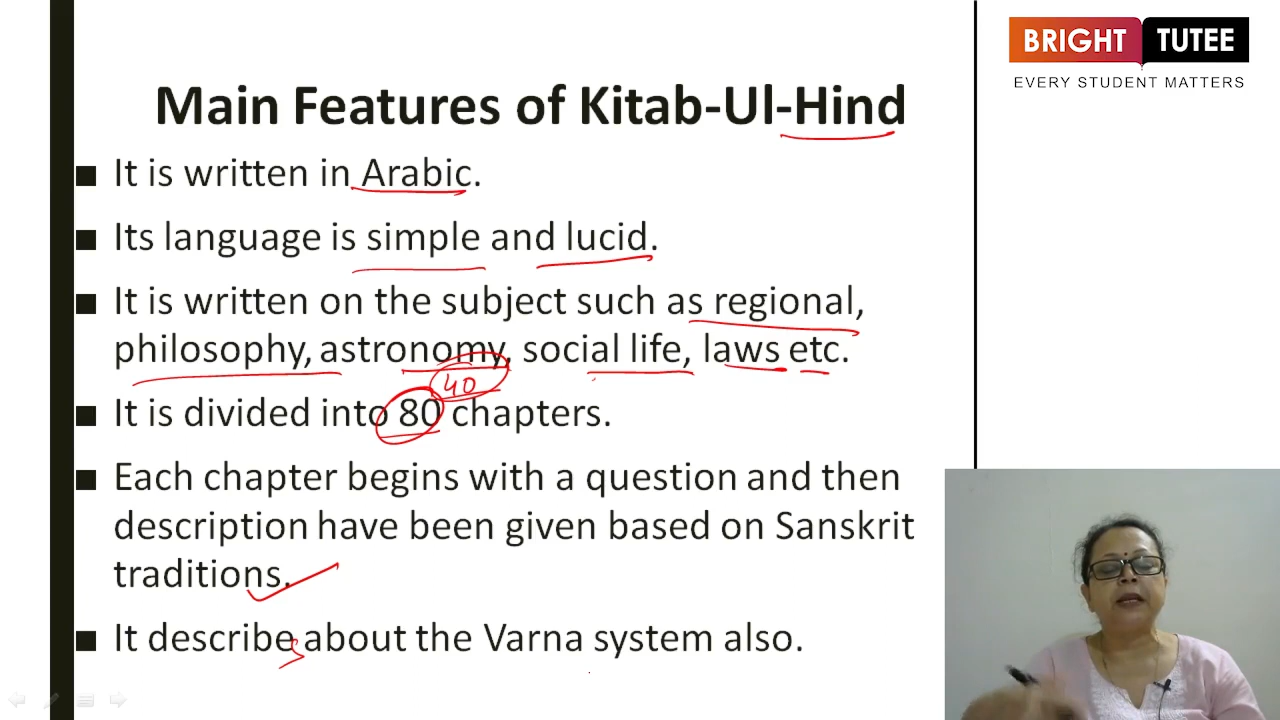 BRIGHT TUTEE
EVERY STUDENT MATTERS
Main Features of Kitab-Ul-Hind
■ It is written in Arabic.
■ Its language is simple and lucid.
■ It is written on the subject such as regional,
philosophy, astronomy, social life, laws etc.
40
■ It is divided into 80 chapters.
■ Each chapter begins with a question and then
description have been given based on Sanskrit
traditions.
■ It describes about the Varna system also.